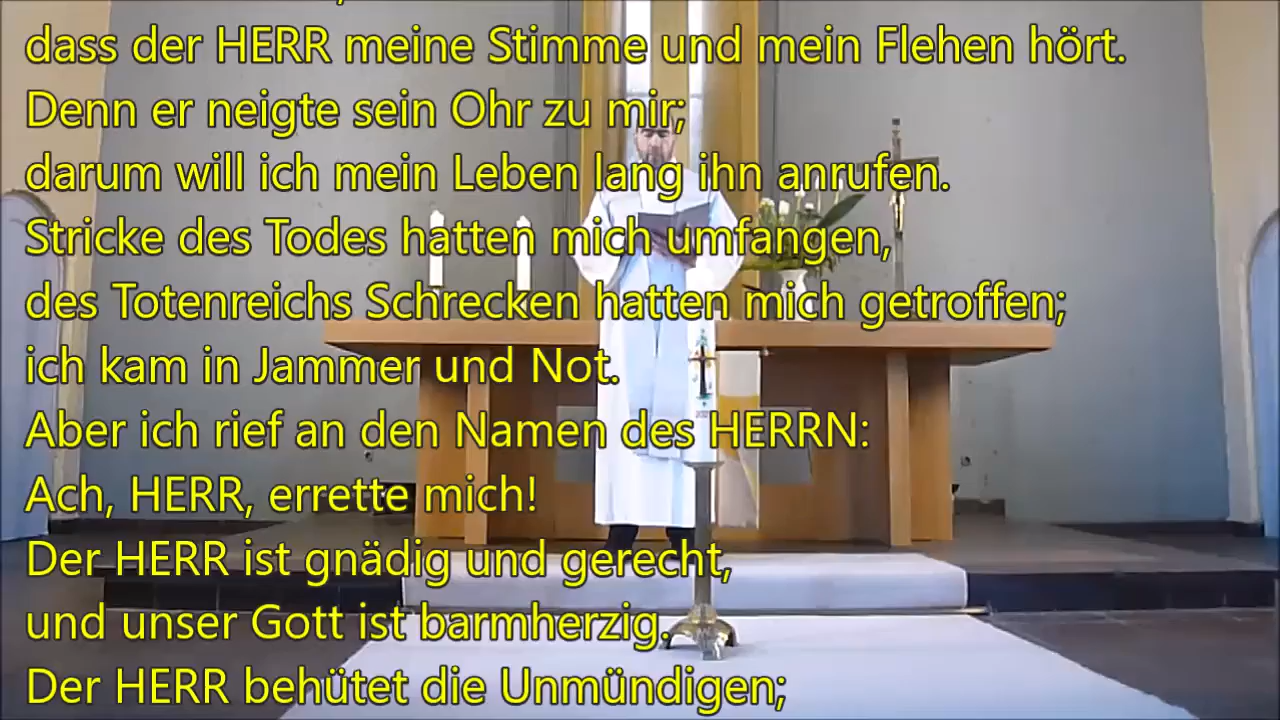 dass der HERR meine Stimme und mein Flehen hört.
Denn er neigte sein Ohr zu mir;
darum will ich mein Leben lang ihn anrufen.
Stricke des Todes hatten mich umfangen,
des Totenreichs Schrecken hatten mich getroffen;
ich kam in Jammer und Not.
Aber ich rief an den Namen des HERRN:
Ach, HERR, errette mich!
Der HERR ist gnädig und gerecht,
und unser Gott ist barmherzig.
Der HERR behütet die Unmündigen;